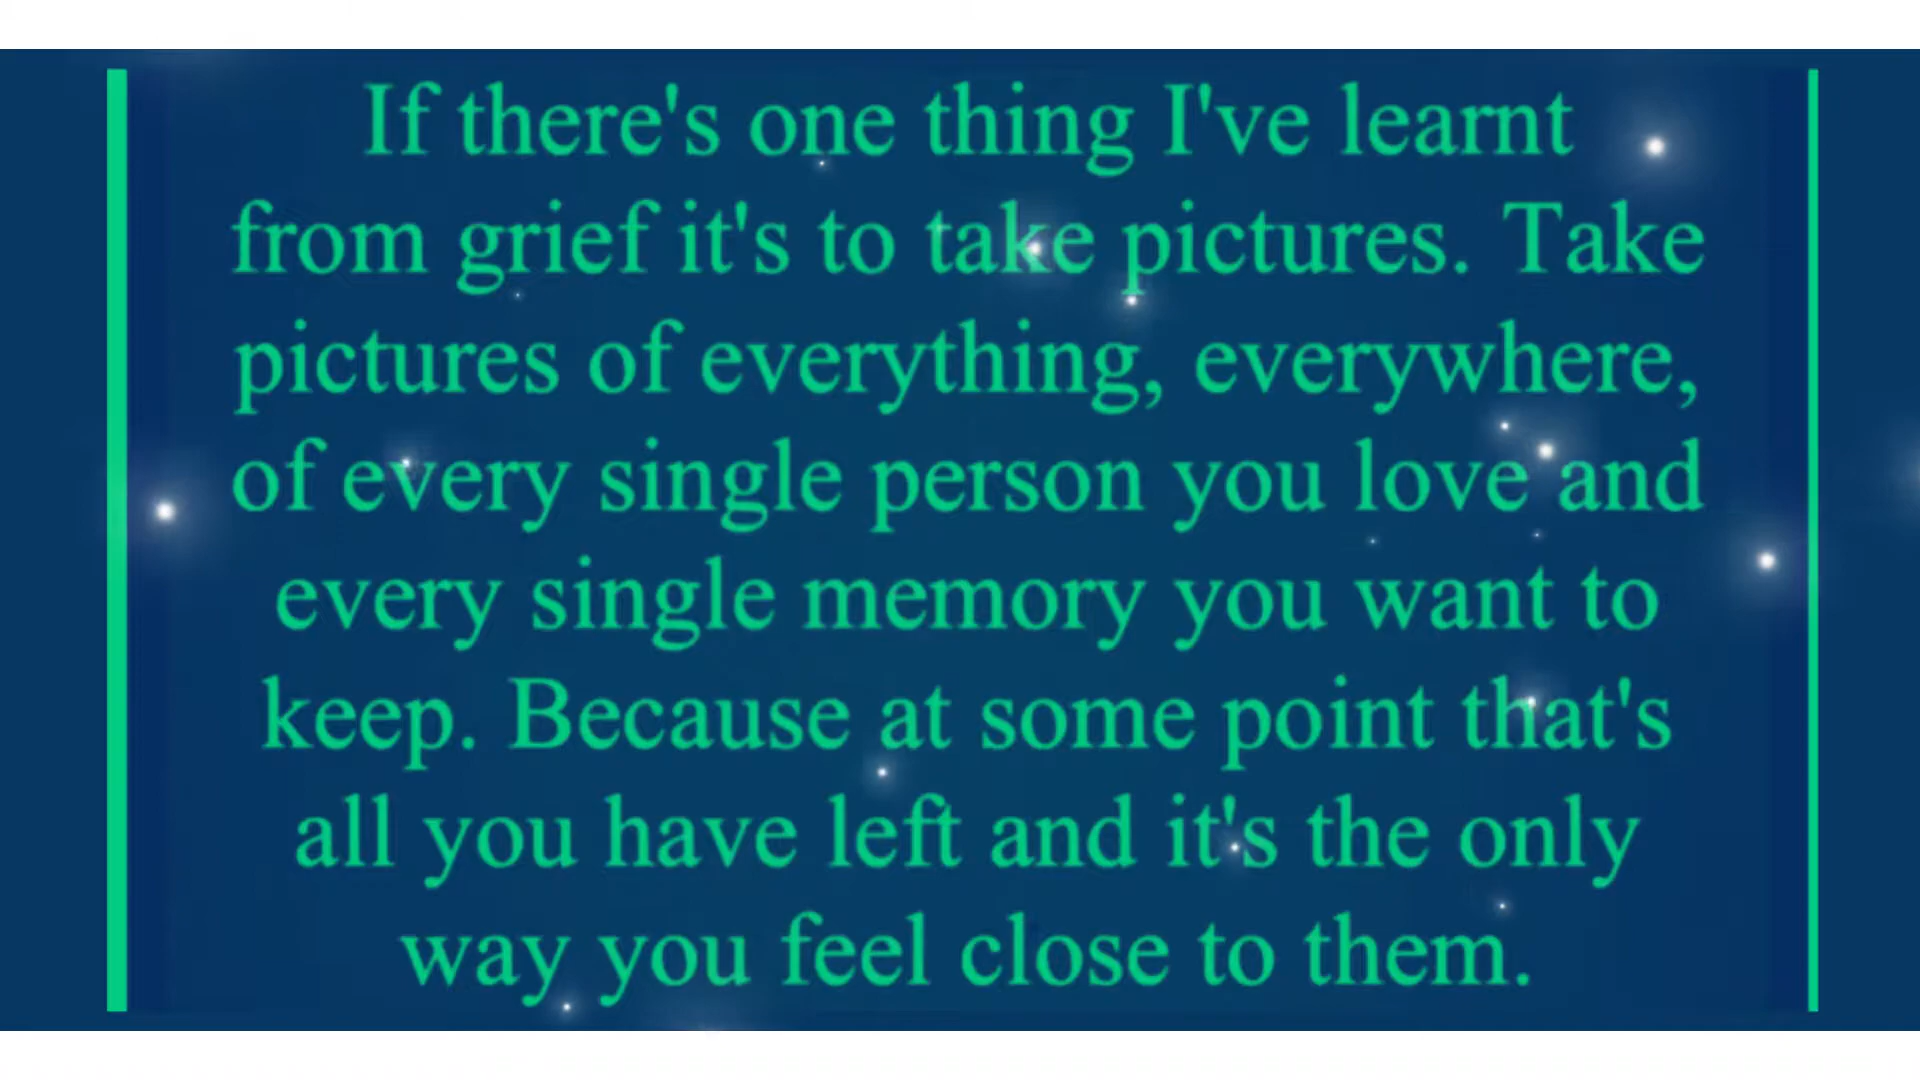 If there's one thing I've learnt
from grief it's to take pictures. Take
pictures of everything, everywhere,
of every single person you love and
every single memory you want to
keep. Because at some point that's
all you have left and it's the only
way you feel close to them.